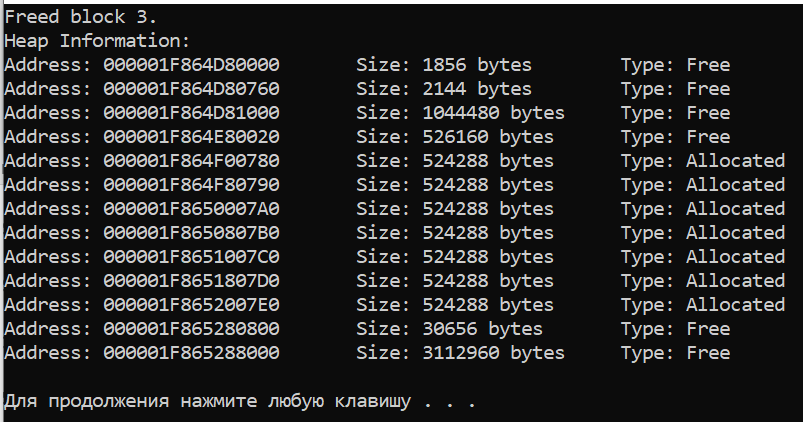 Freed block 3.
Heap Information:
Address: 000001F864D80000 Size: 1856 bytes Type: Free
Address: 000001F864D80760 Size: 2144 bytes Type: Free
Address: 000001F864D81000 Size: 1044480 bytes Type: Free
Address: 000001F864E80020 Size: 526160 bytes Type: Free
Address: 000001F864F00780 Size: 524288 bytes Type: Allocated
Address: 000001F864F80790 Size: 524288 bytes Type: Allocated
Address: 000001F8650007A0 Size: 524288 bytes Type: Allocated
Address: 000001F8650807B0 Size: 524288 bytes Type: Allocated
Address: 000001F8651007C0 Size: 524288 bytes Type: Allocated
Address: 000001F8651807D0 Size: 524288 bytes Type: Allocated
Address: 000001F8652007E0 Size: 524288 bytes Type: Allocated
Address: 000001F865280800 Size: 30656 bytes Type: Free
Address: 000001F865288000 Size: 3112960 bytes Type: Free
Для продолжения нажмите любую клавишу . . .